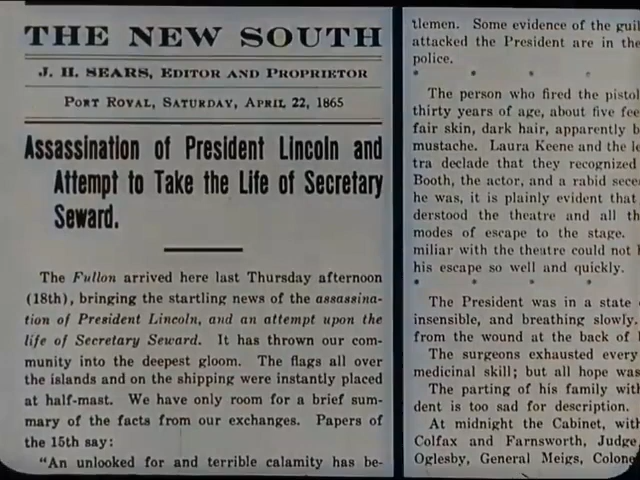 THE NEW SOUTH
J. H. SEARS, EDITOR AND PROPRIETOR
PORT ROYAL, SATURDAY, APRIL 22, 1865
Assassination of President Lincoln and
Attempt to Take the Life of Secretary
Seward.
The Fullon arrived here last Thursday afternoon
(18th), bringing the startling news of the assassina-
tion of President Lincoln, and an attempt upon the
life of Secretary Seward. It has thrown our com-
munity into the deepest gloom. The flags all over
the islands and on the shipping were instantly placed
at half-mast. We have only room for a brief sum-
mary of the facts from our exchanges. Papers of
the 15th say:
"An unlooked for and terrible calamity has be-
tlemen. Some evidence of the guil
attacked the President are in the
police.
* * * *
The person who fired the pistol
thirty years of age, about five fee
fair skin, dark hair, apparently b
mustache. Laura Keene and the le
tra declade that they recognized
Booth, the actor, and a rabid sece
he was, it is plainly evident that
derstood the theatre and all th
modes of escape to the stage.
miliar with the theatre could not
his escape so well and quickly.
* * * *
The President was in a state
insensible, and breathing slowly.
from the wound at the back of
The surgeons exhausted every
medicinal skill; but all hope was
The parting of his family with
dent is too sad for description.
At midnight the Cabinet, with
Colfax and Farnsworth, Judge
Oglesby, General Meigs, Colone